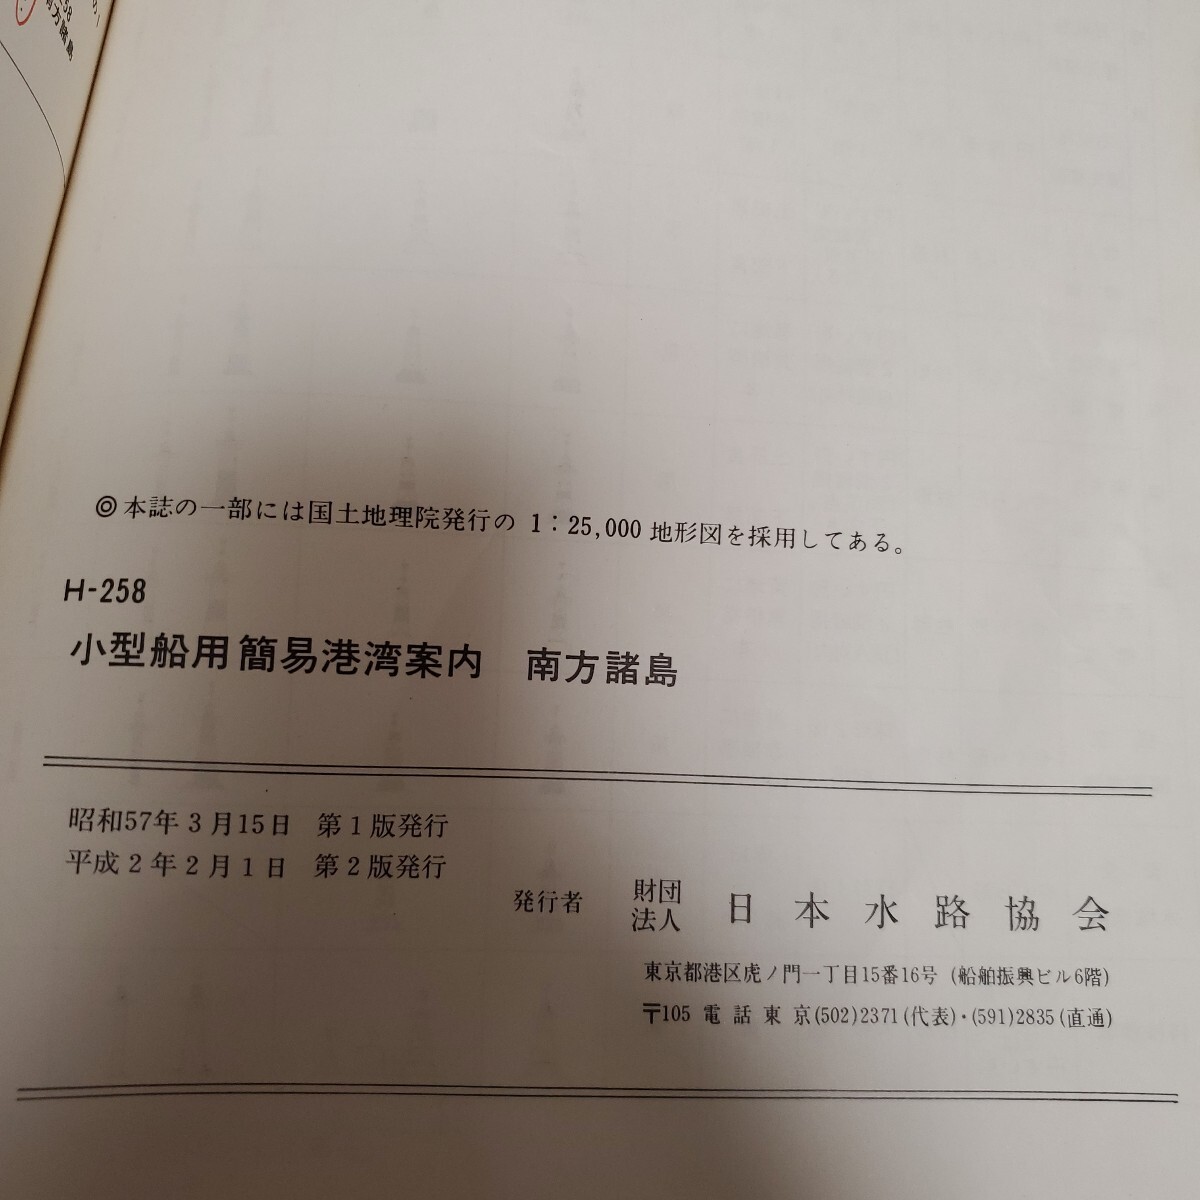 58
南方諸島
◎本誌の一部には国土地理院発行の 1：25,000 地形図を採用してある。
H-258
小型船用簡易港湾案内 南方諸島
昭和57年3月15日 第1版発行
平成2年2月1日 第2版発行
発行者 財団法人 日本水路協会
東京都港区虎ノ門一丁目15番16号 (船舶振興ビル6階)
〒105 電話東京(502)2371(代表)・(591)2835(直通)